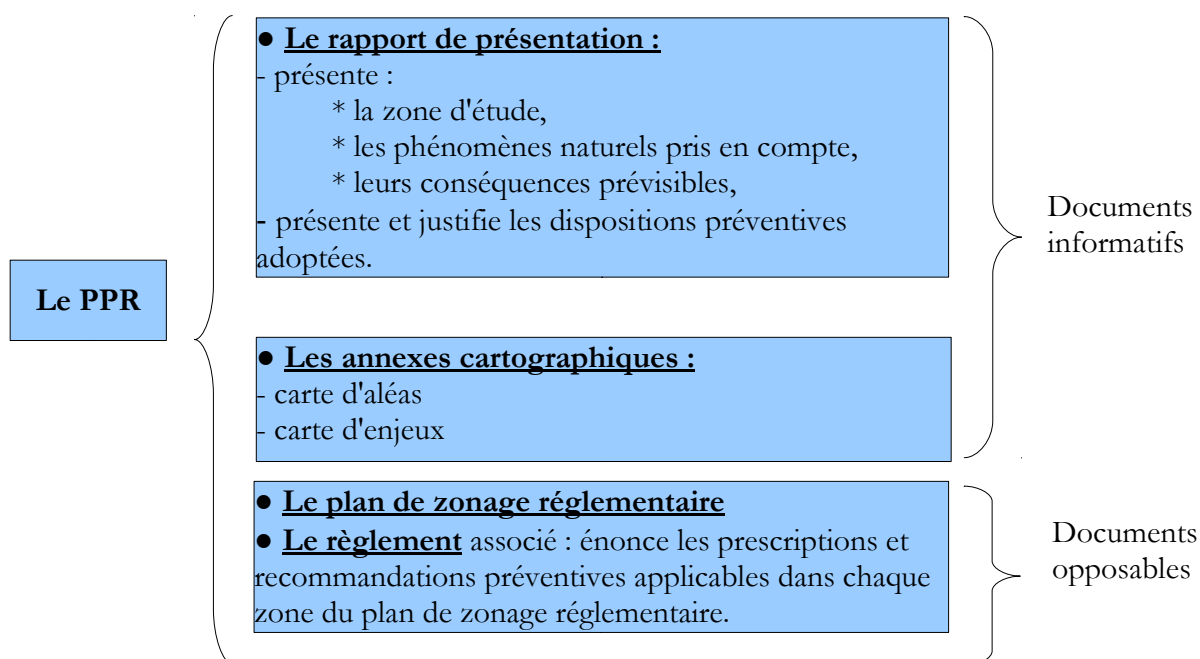 ● Le rapport de présentation :
- présente :
* la zone d'étude,
* les phénomènes naturels pris en compte,
* leurs conséquences prévisibles,
- présente et justifie les dispositions préventives
adoptées.
Documents
informatifs
Le PPR
● Les annexes cartographiques :
- carte d'aléas
- carte d'enjeux
● Le plan de zonage réglementaire
● Le règlement associé : énonce les prescriptions et
recommandations préventives applicables dans chaque
zone du plan de zonage réglementaire.
Documents
opposables